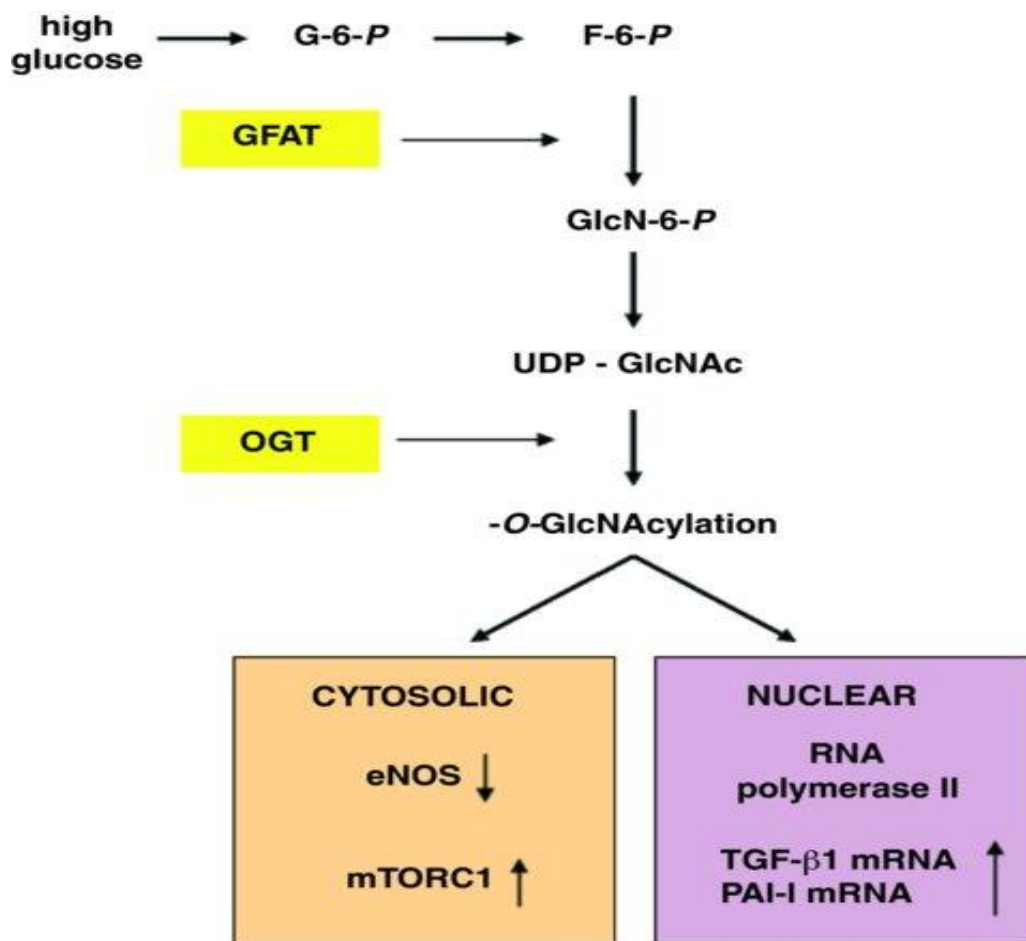 high
glucose
G-6-P
F-6-P
GFAT
GlcN-6-P
UDP - GlcNAc
OGT
-O-GlcNAcylation
CYTOSOLIC
eNOS
mTORC1
NUCLEAR
RNA
polymerase II
TGF-β1 mRNA
PAI-I mRNA